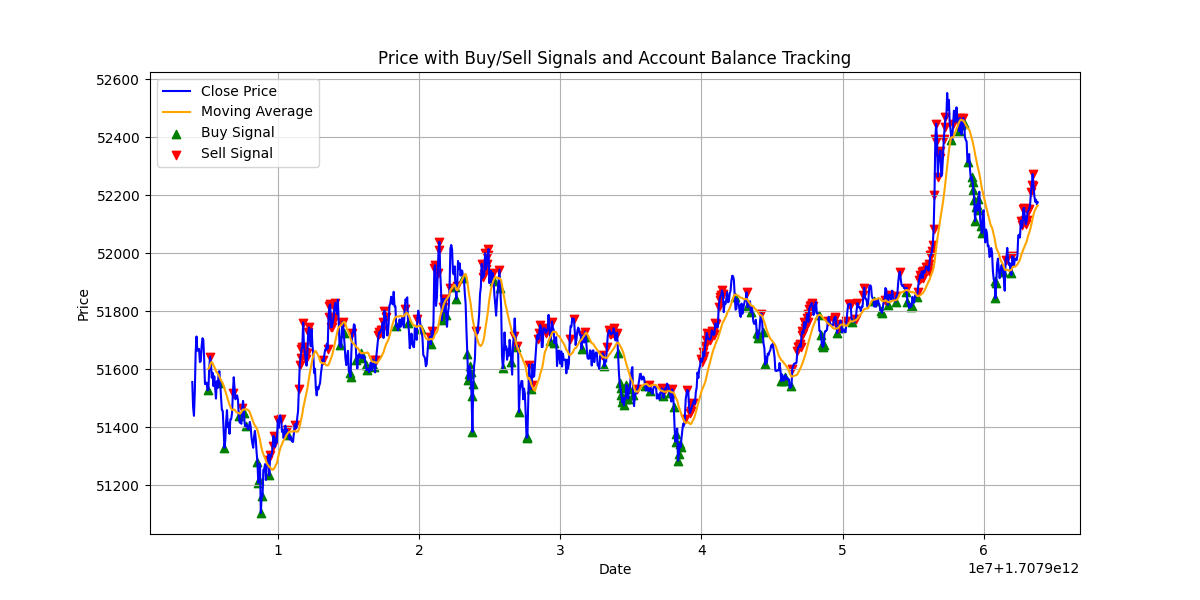 Price with Buy/Sell Signals and Account Balance Tracking
52600
52400
52200
52000
51800
51600
51400
51200
Price
Close Price
Moving Average
Buy Signal
Sell Signal
1 2 3 4 5 6
Date
1e7+1.7079e12